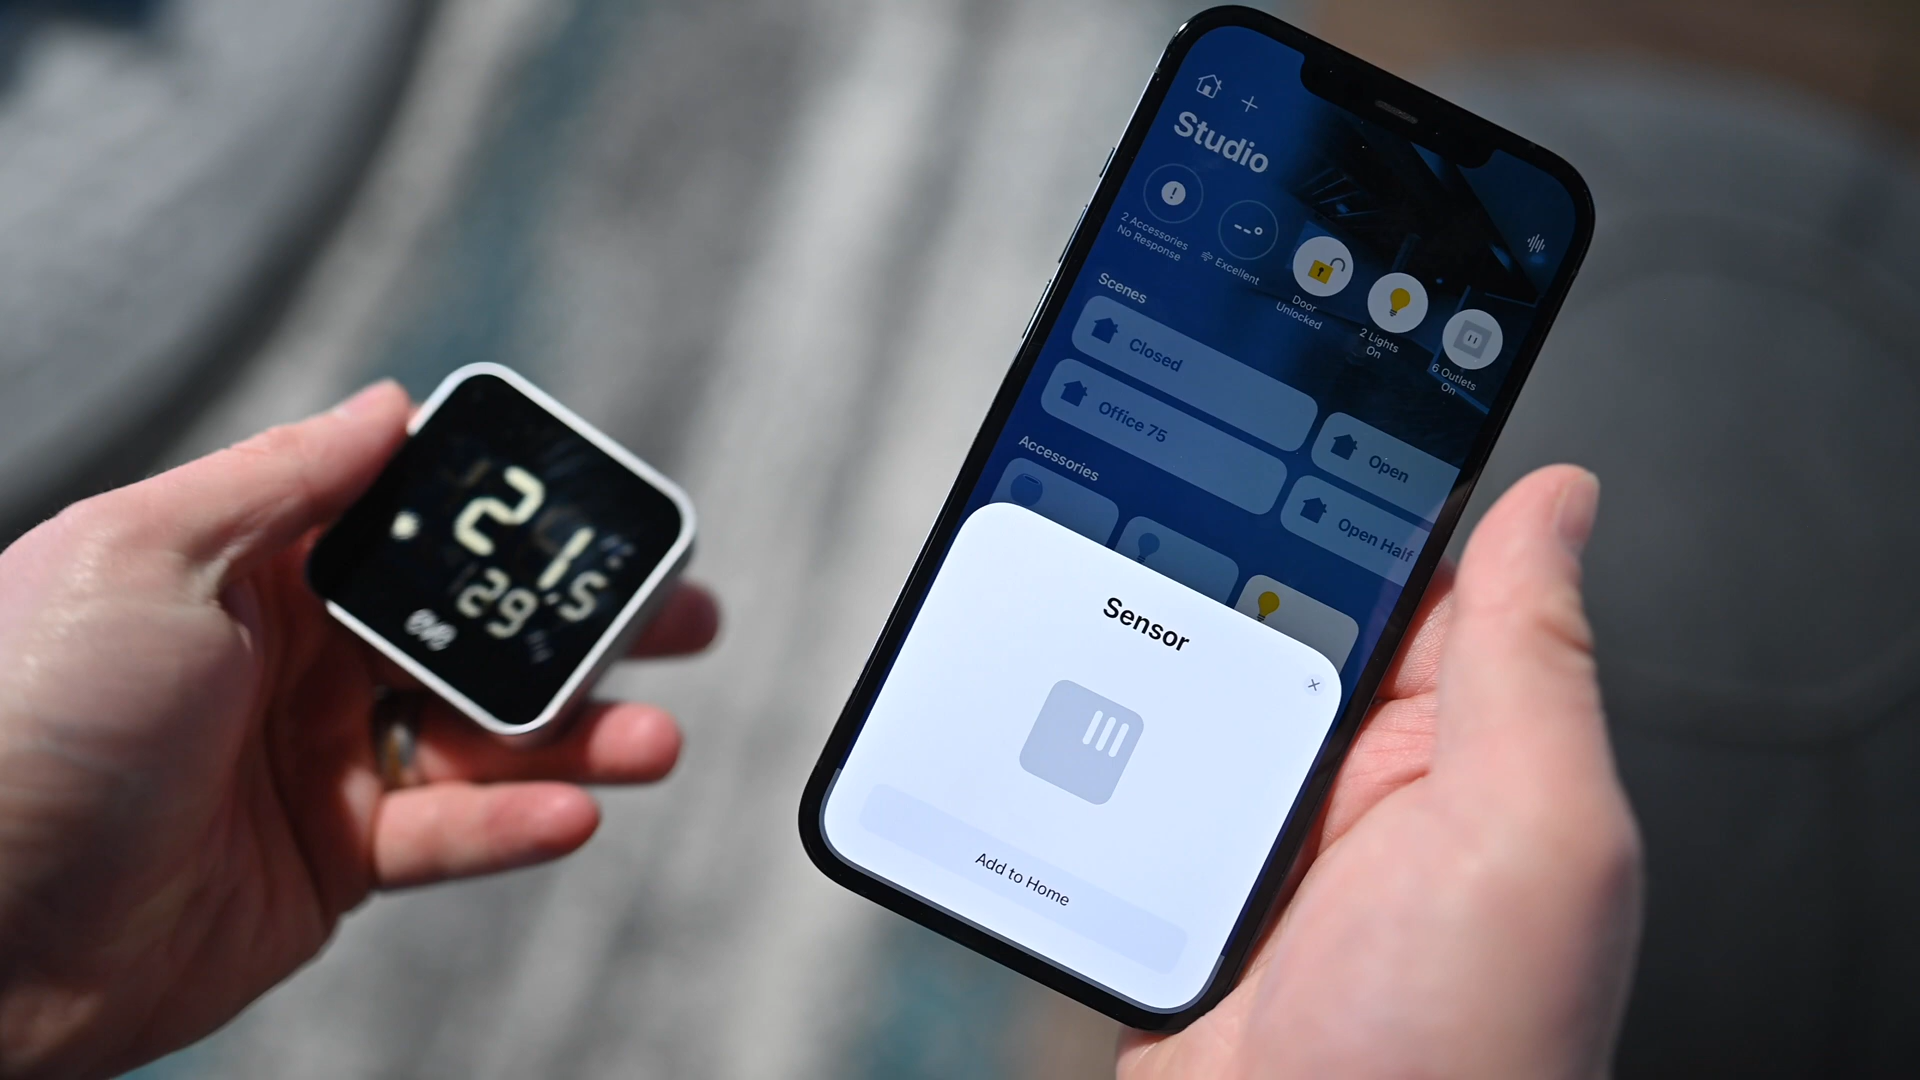 21
29.5
eve
Studio
2 Accessories
No Response
--°
Excellent
Door
Unlocked
2 Lights
On
6 Outlets
On
Scenes
Closed
Open
Office 75
Open Half
Accessories
Sensor
Add to Home